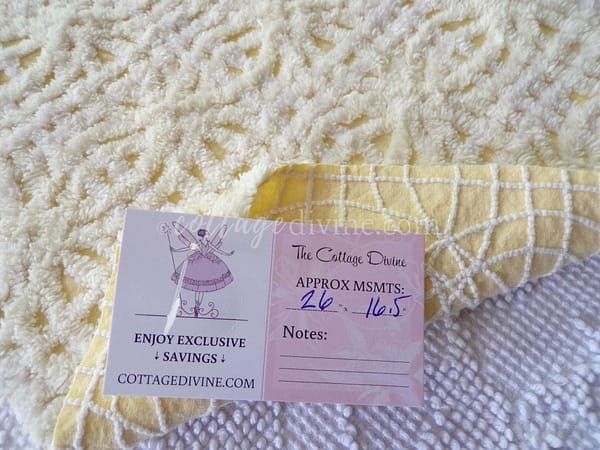 cottagedivine.com
ENJOY EXCLUSIVE
↓ SAVINGS ↓
COTTAGEDIVINE.COM
The Cottage Divine
APPROX MSMTS:
26 " x 16.5 "
Notes: